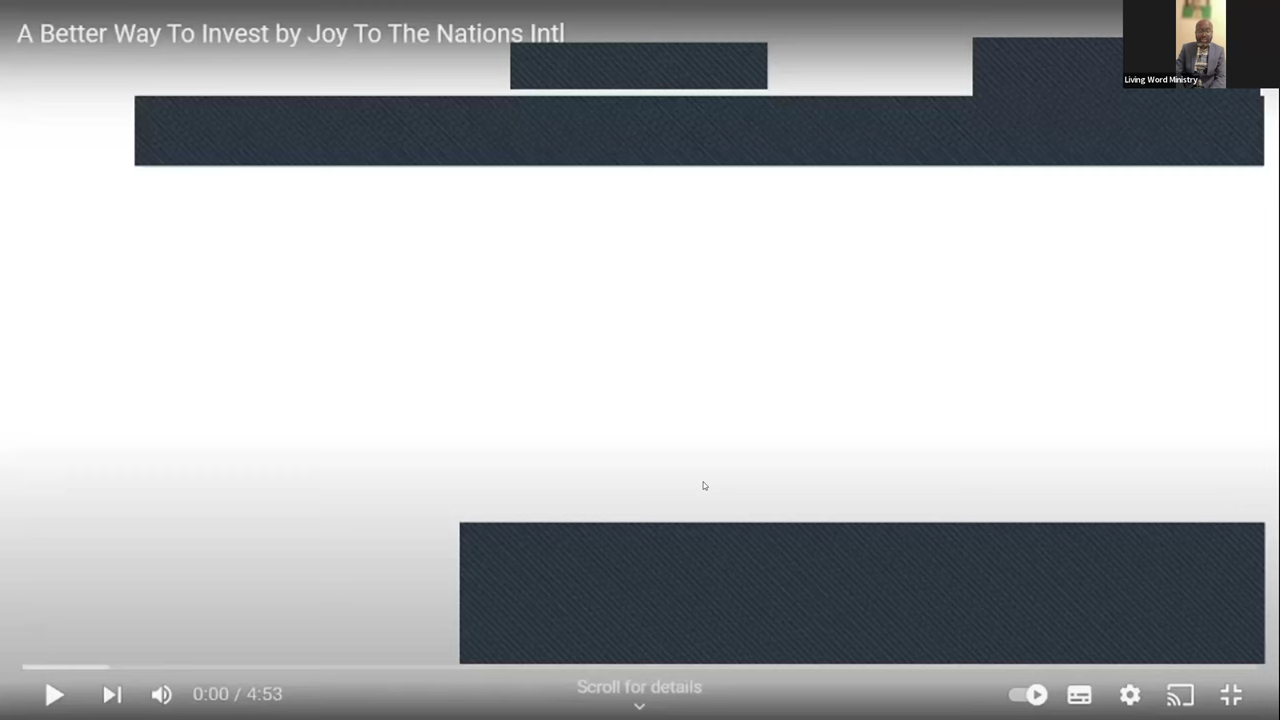 A Better Way To Invest by Joy To The Nations Intl
Living Word Ministry
0:00 / 4:53
Scroll for details